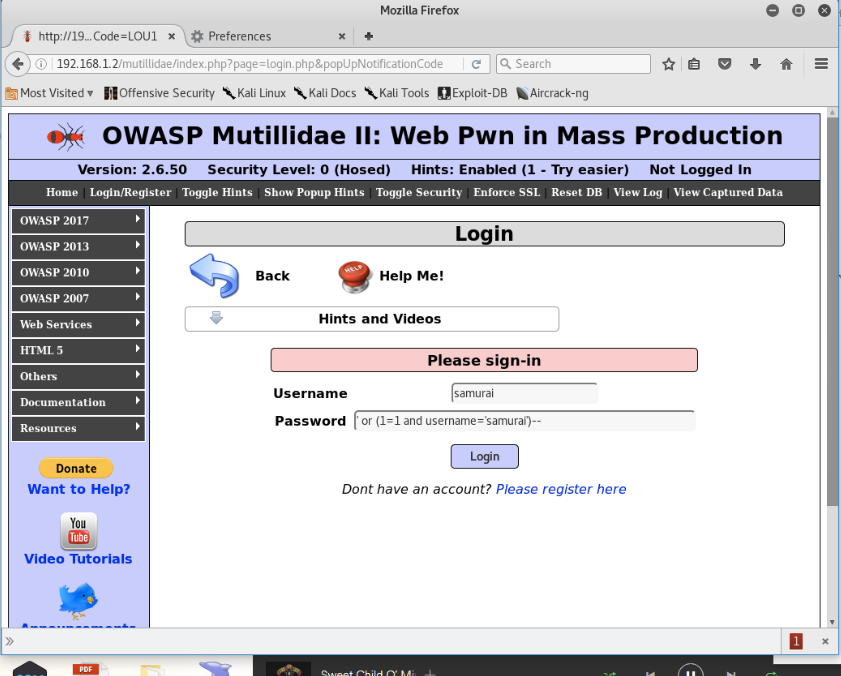 Mozilla Firefox
http://19...Code=LOU1 × Preferences × +
192.168.1.2/mutillidae/index.php?page=login.php&popUpNotificationCode Search
Most Visited Offensive Security Kali Linux Kali Docs Kali Tools Exploit-DB Aircrack-ng
OWASP Mutillidae II: Web Pwn in Mass Production
Version: 2.6.50 Security Level: 0 (Hosed) Hints: Enabled (1 - Try easier) Not Logged In
Home | Login/Register | Toggle Hints | Show Popup Hints | Toggle Security | Enforce SSL | Reset DB | View Log | View Captured Data
OWASP 2017
OWASP 2013
OWASP 2010
OWASP 2007
Web Services
HTML 5
Others
Documentation
Resources
Donate
Want to Help?
You
Tube
Video Tutorials
Announcements
Login
Back HELP Help Me!
Hints and Videos
Please sign-in
Username samurai
Password ' or (1=1 and username='samurai')--
Login
Dont have an account? Please register here
1 ×
PDF
Sweet Child O' Mi